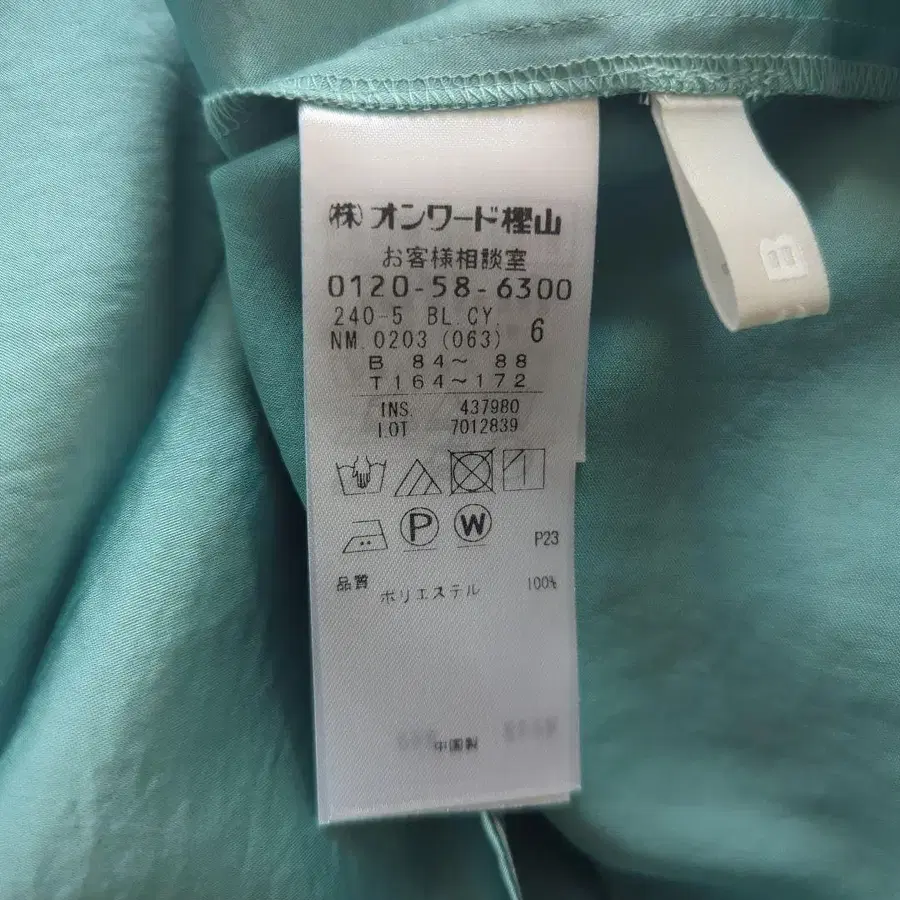 (株)オンワード樫山
お客様相談室
0120-58-6300
240-5 BL.CY. 6
NM.0203(063)
B 84～ 88
T164～172
INS. 437980
LOT 7012839
P W
P23
品質 ポリエステル 100%
中国製
B